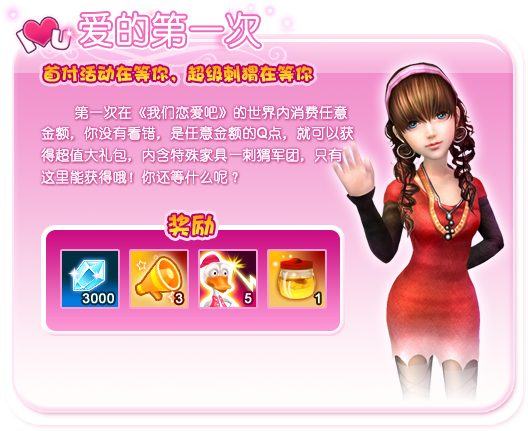 I ❤ U
爱的第一次
首付活动在等你，超级刺猬在等你
第一次在《我们恋爱吧》的世界内消费任意
金额，你没有看错，是任意金额的Q点，就可以获
得超值大礼包，内含特殊家具—刺猬军团，只有
这里能获得哦！你还等什么呢？
奖励
3000
3
5
1